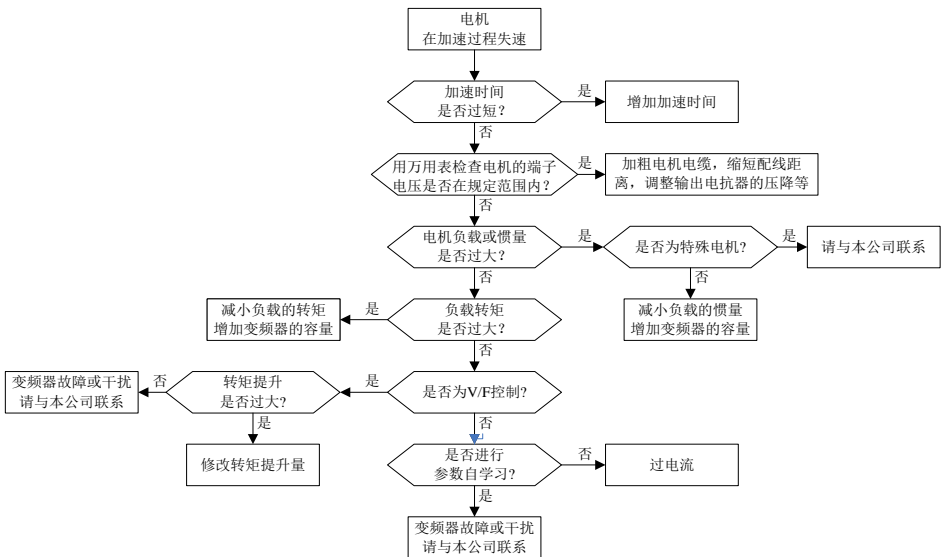 电机
在加速过程失速
加速时间
是否过短？
是
增加加速时间
否
用万用表检查电机的端子
电压是否在规定范围内？
是
加粗电机电缆，缩短配线距
离，调整输出电抗器的压降等
否
电机负载或惯量
是否过大？
是
是否为特殊电机？
是
请与本公司联系
否
否
减小负载的惯量
增加变频器的容量
负载转矩
是否过大？
是
减小负载的转矩
增加变频器的容量
否
是否为V/F控制？
是
转矩提升
是否过大？
否
变频器故障或干扰
请与本公司联系
是
修改转矩提升量
否
是否进行
参数自学习？
否
过电流
是
变频器故障或干扰
请与本公司联系